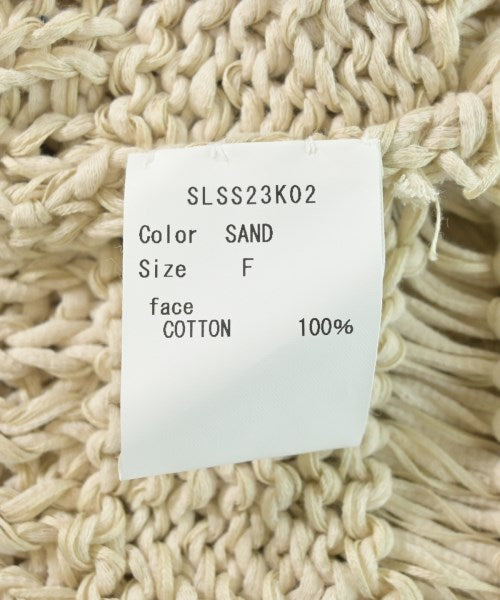 SLSS23K02
Color SAND
Size F
face
COTTON 100%